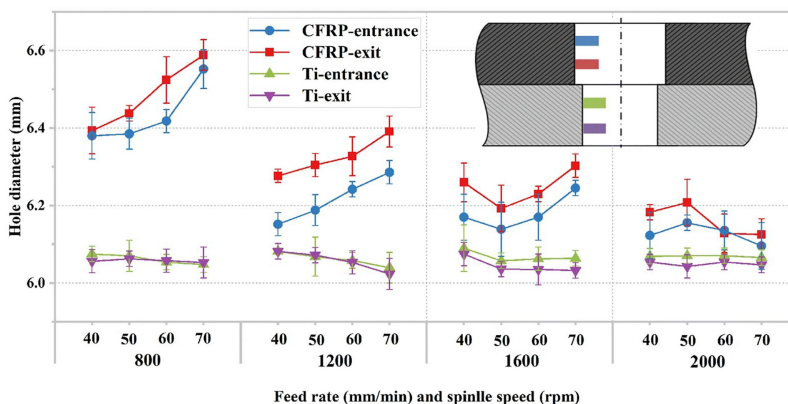 CFRP-entrance
CFRP-exit
Ti-entrance
Ti-exit
Hole diameter (mm)
6.6
6.4
6.2
6.0
40 50 60 70 40 50 60 70 40 50 60 70 40 50 60 70
800 1200 1600 2000
Feed rate (mm/min) and spinlle speed (rpm)